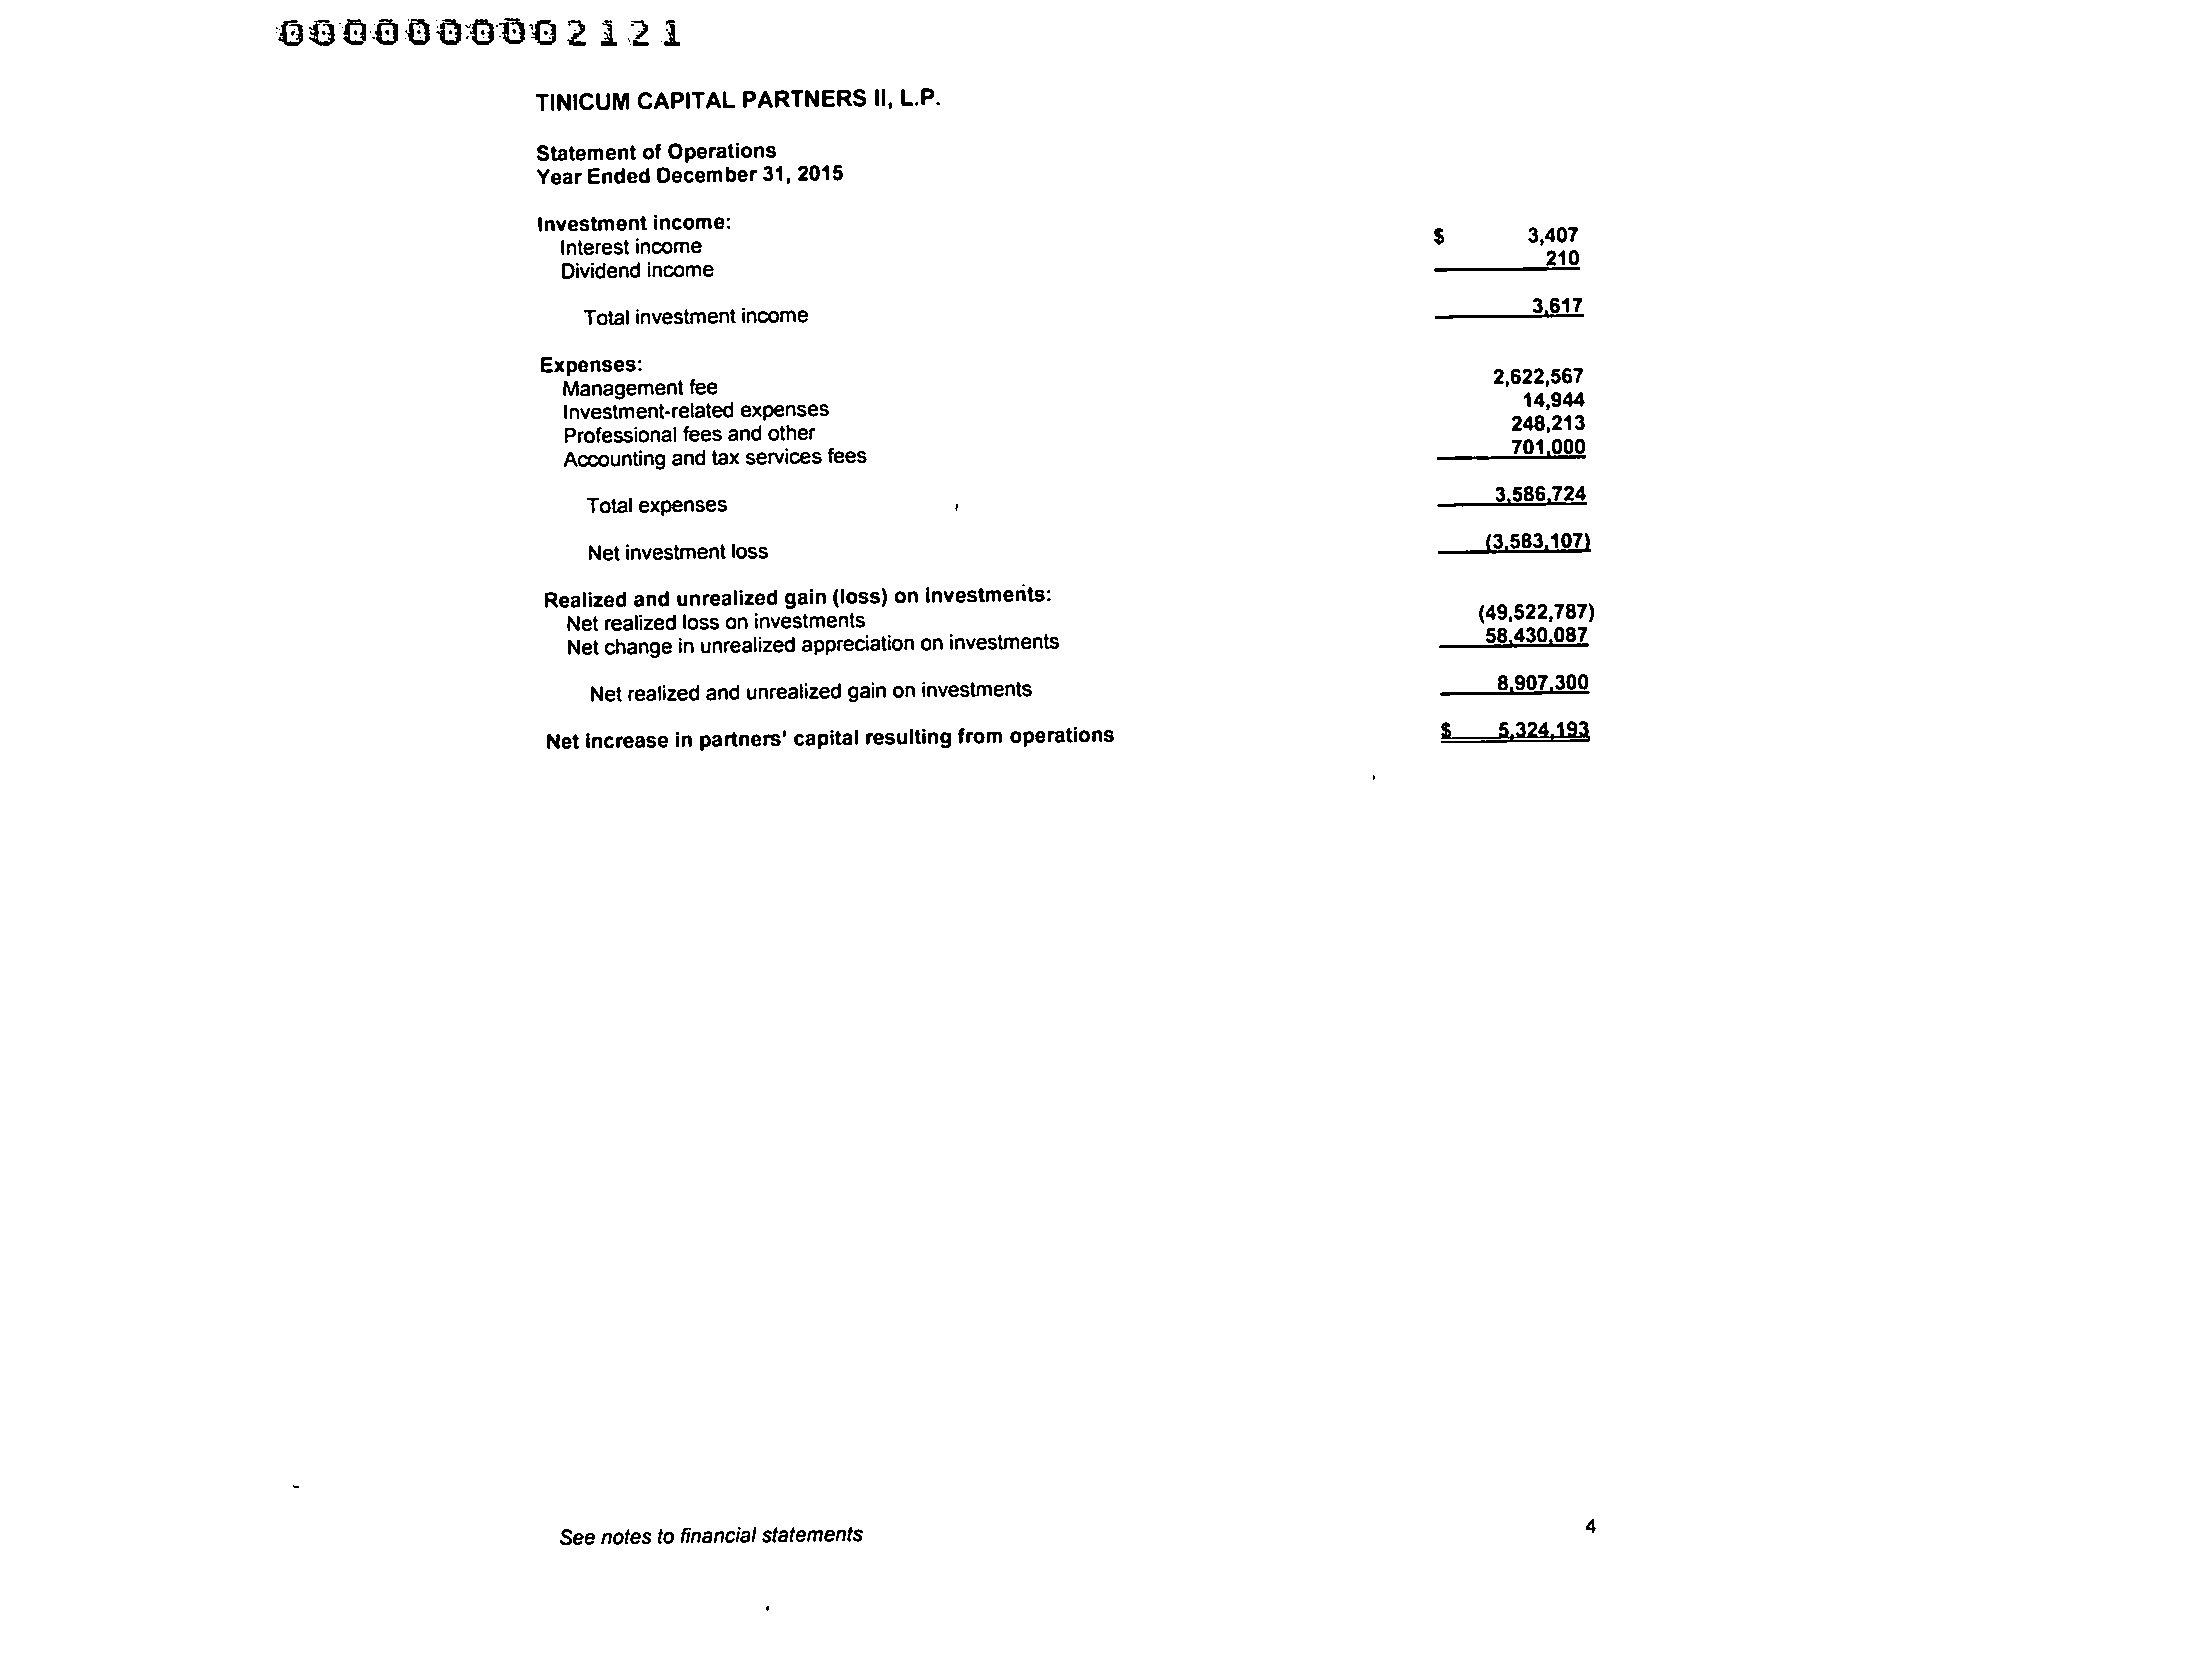 0000000002121
TINICUM CAPITAL PARTNERS II, L.P.
Statement of Operations
Year Ended December 31, 2015
Investment income:
Interest income $ 3,407
Dividend income 210
Total investment income 3,617
Expenses:
Management fee 2,622,567
Investment-related expenses 14,944
Professional fees and other 248,213
Accounting and tax services fees 701,000
Total expenses 3,586,724
Net investment loss (3,583,107)
Realized and unrealized gain (loss) on investments:
Net realized loss on investments (49,522,787)
Net change in unrealized appreciation on investments 58,430,087
Net realized and unrealized gain on investments 8,907,300
Net increase in partners' capital resulting from operations $ 5,324,193
See notes to financial statements 4